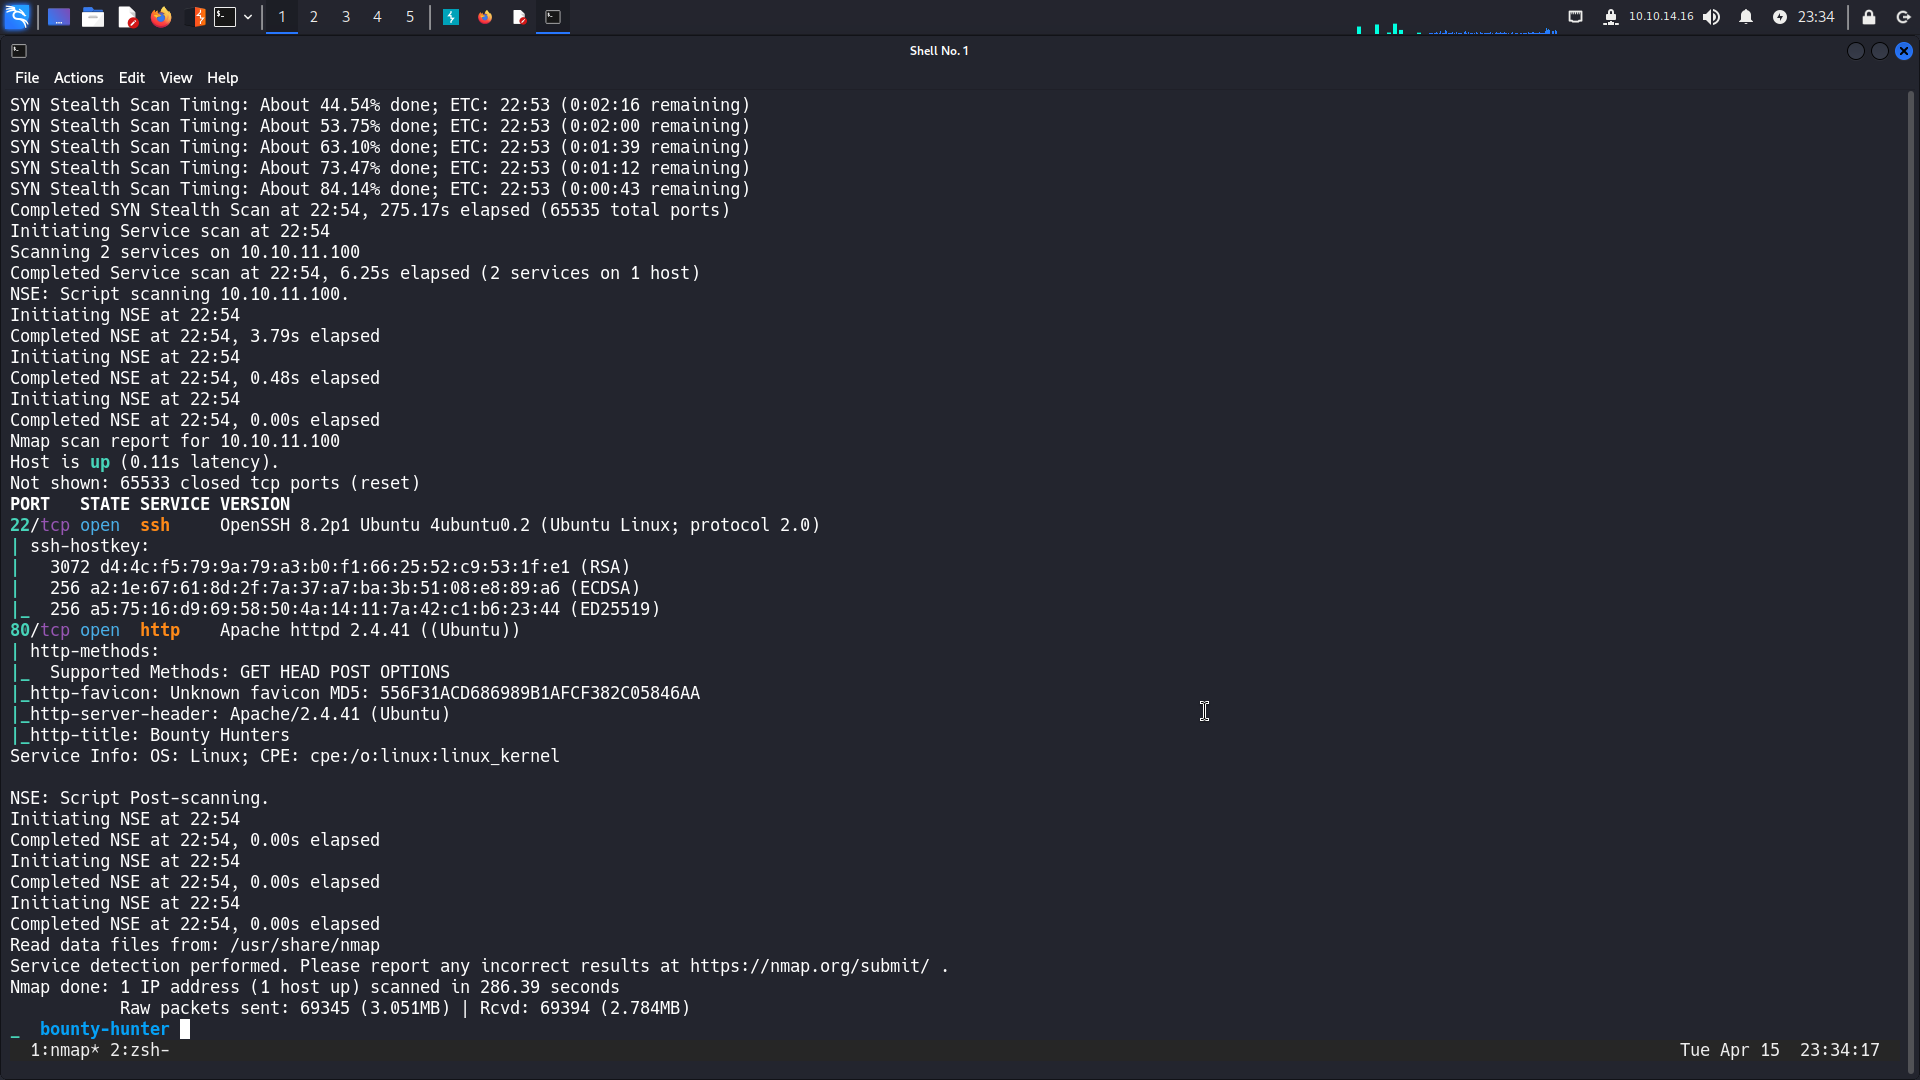 1 2 3 4 5 10.10.14.16 23:34
Shell No. 1
File Actions Edit View Help
SYN Stealth Scan Timing: About 44.54% done; ETC: 22:53 (0:02:16 remaining)
SYN Stealth Scan Timing: About 53.75% done; ETC: 22:53 (0:02:00 remaining)
SYN Stealth Scan Timing: About 63.10% done; ETC: 22:53 (0:01:39 remaining)
SYN Stealth Scan Timing: About 73.47% done; ETC: 22:53 (0:01:12 remaining)
SYN Stealth Scan Timing: About 84.14% done; ETC: 22:53 (0:00:43 remaining)
Completed SYN Stealth Scan at 22:54, 275.17s elapsed (65535 total ports)
Initiating Service scan at 22:54
Scanning 2 services on 10.10.11.100
Completed Service scan at 22:54, 6.25s elapsed (2 services on 1 host)
NSE: Script scanning 10.10.11.100.
Initiating NSE at 22:54
Completed NSE at 22:54, 3.79s elapsed
Initiating NSE at 22:54
Completed NSE at 22:54, 0.48s elapsed
Initiating NSE at 22:54
Completed NSE at 22:54, 0.00s elapsed
Nmap scan report for 10.10.11.100
Host is up (0.11s latency).
Not shown: 65533 closed tcp ports (reset)
PORT   STATE SERVICE VERSION
22/tcp open  ssh     OpenSSH 8.2p1 Ubuntu 4ubuntu0.2 (Ubuntu Linux; protocol 2.0)
| ssh-hostkey:
|   3072 d4:4c:f5:79:9a:79:a3:b0:f1:66:25:52:c9:53:1f:e1 (RSA)
|   256 a2:1e:67:61:8d:2f:7a:37:a7:ba:3b:51:08:e8:89:a6 (ECDSA)
|_  256 a5:75:16:d9:69:58:50:4a:14:11:7a:42:c1:b6:23:44 (ED25519)
80/tcp open  http    Apache httpd 2.4.41 ((Ubuntu))
| http-methods:
|_  Supported Methods: GET HEAD POST OPTIONS
|_http-favicon: Unknown favicon MD5: 556F31ACD686989B1AFCF382C05846AA
|_http-server-header: Apache/2.4.41 (Ubuntu)
|_http-title: Bounty Hunters
Service Info: OS: Linux; CPE: cpe:/o:linux:linux_kernel
NSE: Script Post-scanning.
Initiating NSE at 22:54
Completed NSE at 22:54, 0.00s elapsed
Initiating NSE at 22:54
Completed NSE at 22:54, 0.00s elapsed
Initiating NSE at 22:54
Completed NSE at 22:54, 0.00s elapsed
Read data files from: /usr/share/nmap
Service detection performed. Please report any incorrect results at https://nmap.org/submit/ .
Nmap done: 1 IP address (1 host up) scanned in 286.39 seconds
Raw packets sent: 69345 (3.051MB) | Rcvd: 69394 (2.784MB)
_ bounty-hunter
1:nmap* 2:zsh- Tue Apr 15 23:34:17